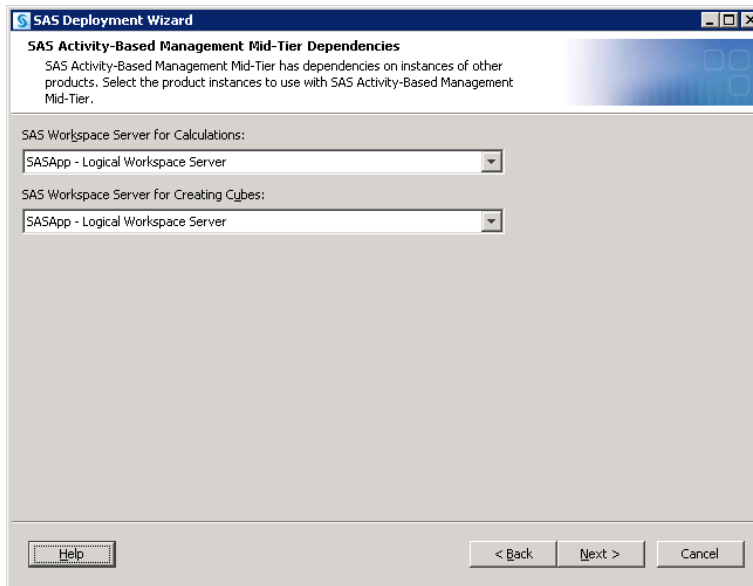 SAS Deployment Wizard
SAS Activity-Based Management Mid-Tier Dependencies
SAS Activity-Based Management Mid-Tier has dependencies on instances of other
products. Select the product instances to use with SAS Activity-Based Management
Mid-Tier.
SAS Workspace Server for Calculations:
SASApp - Logical Workspace Server
SAS Workspace Server for Creating Cubes:
SASApp - Logical Workspace Server
Help
< Back
Next >
Cancel